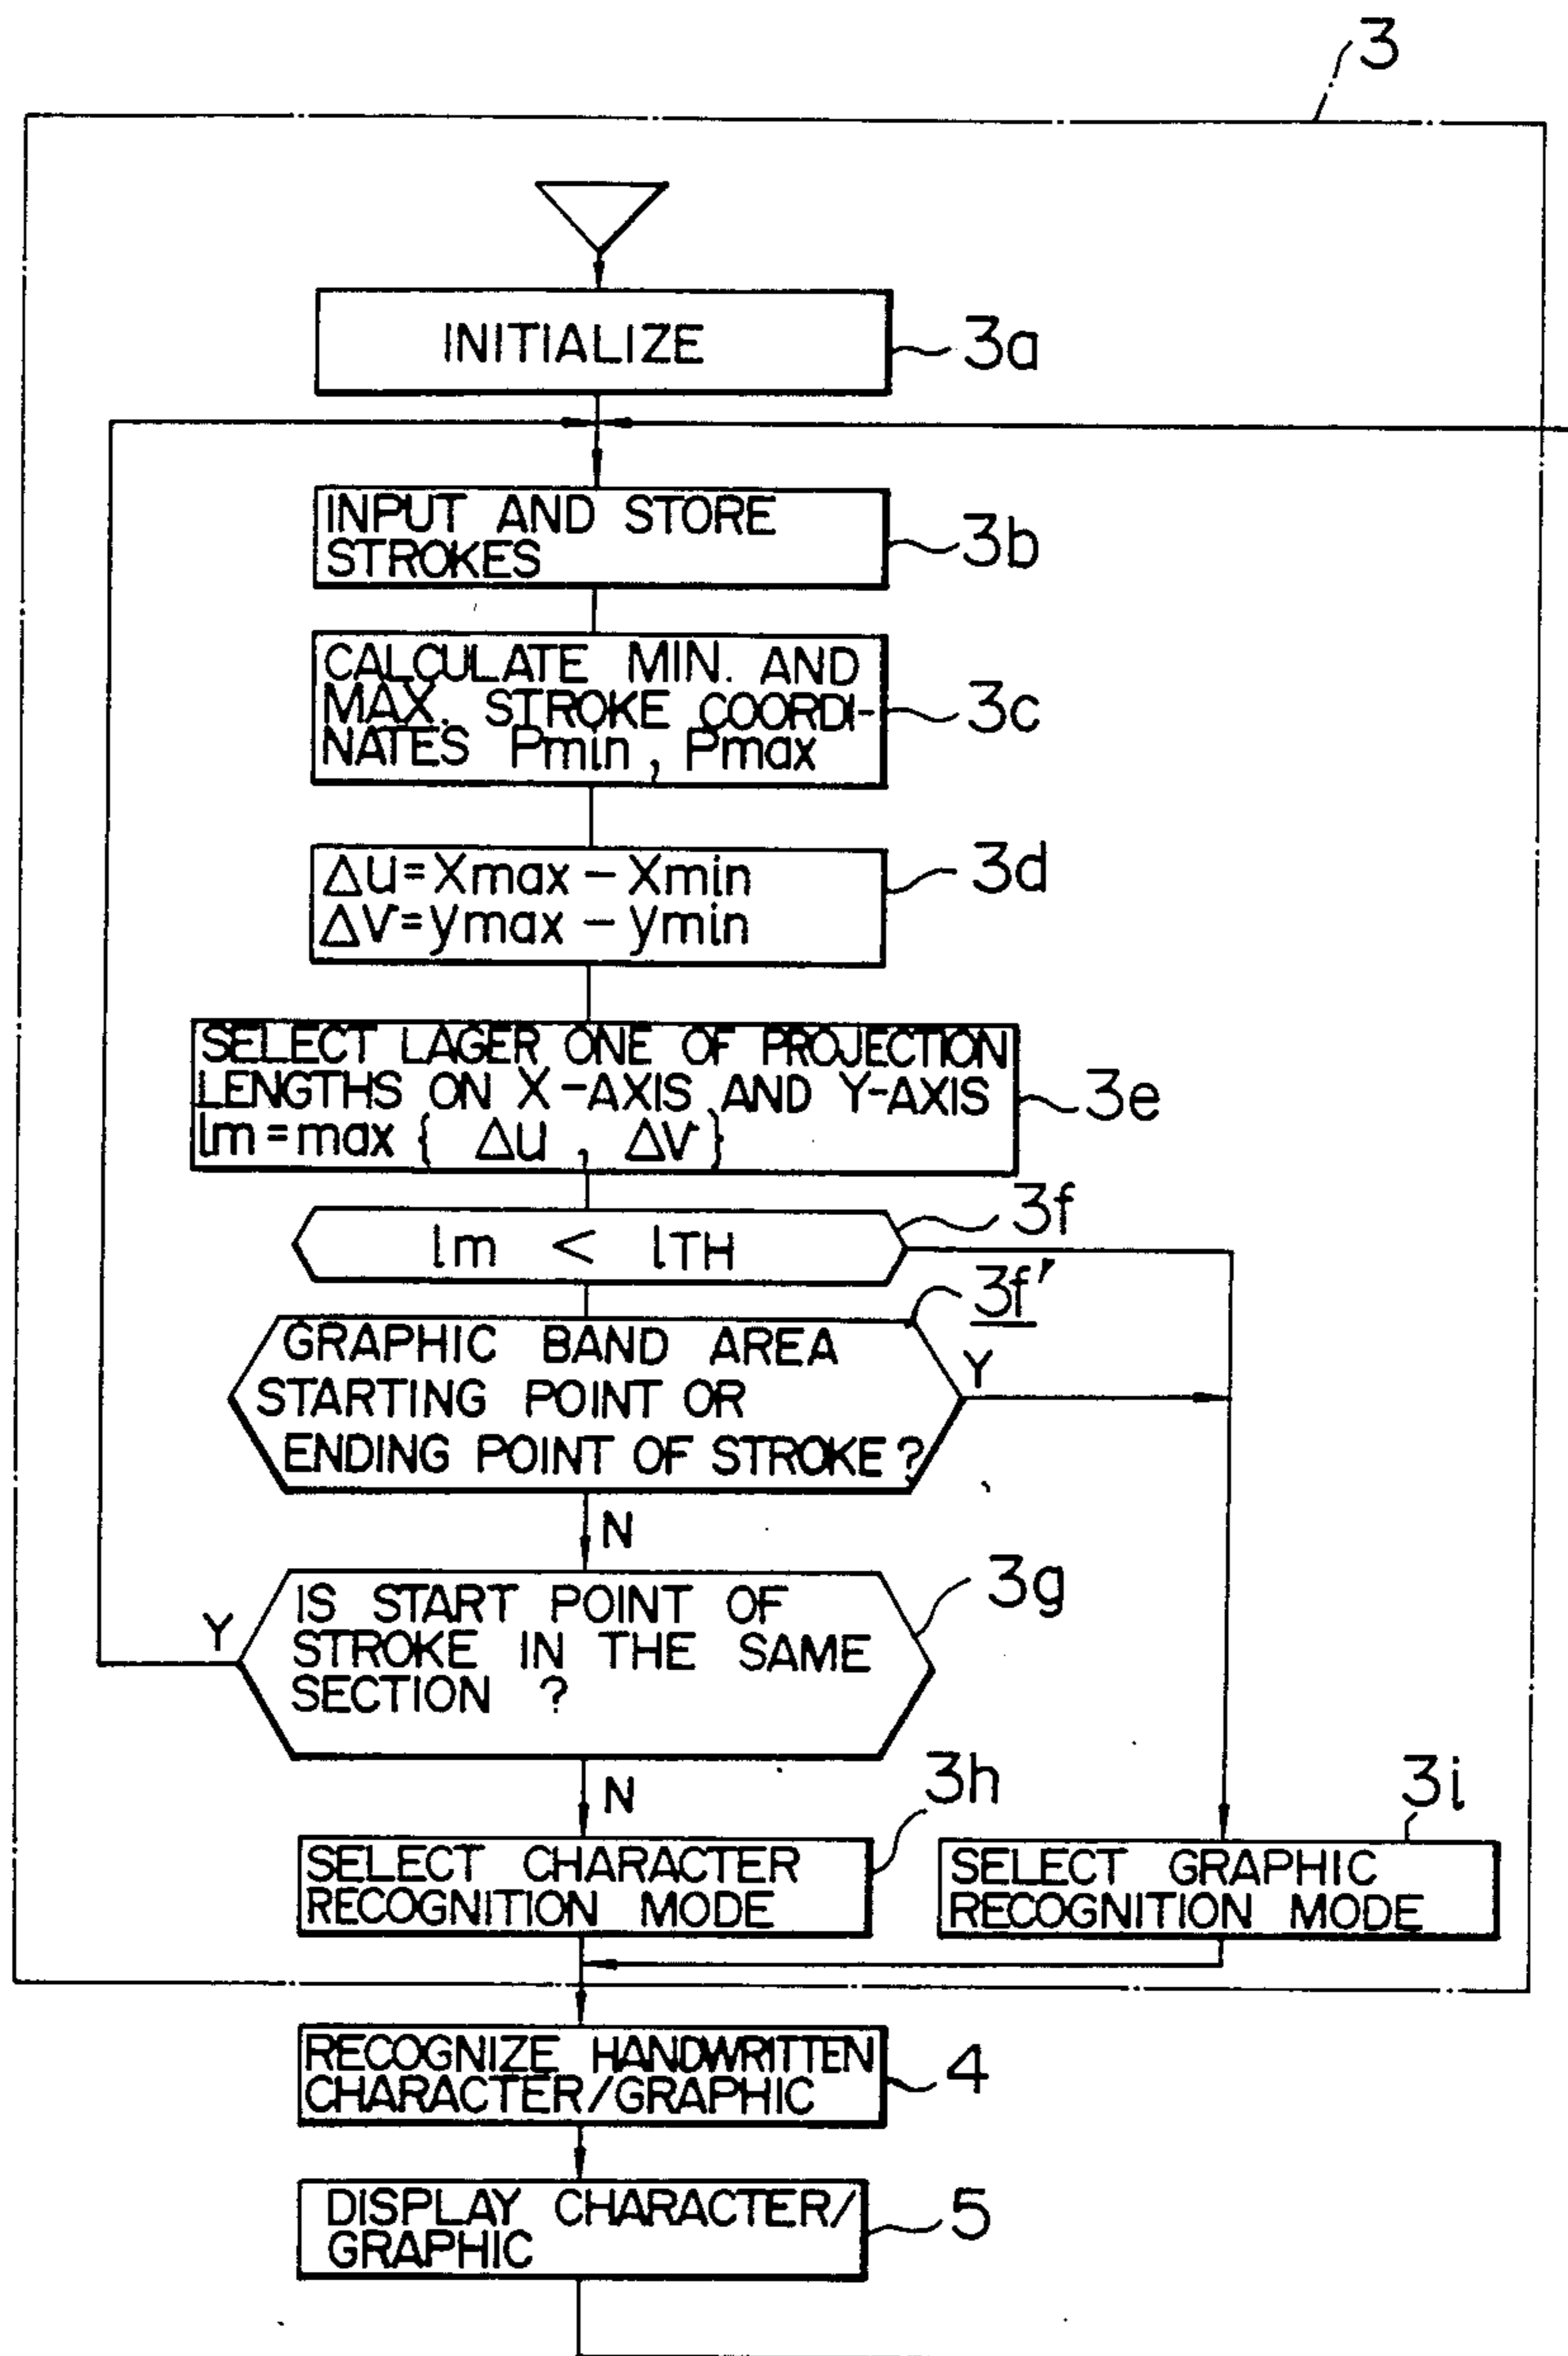 3
INITIALIZE
3a
INPUT AND STORE
STROKES
3b
CALCULATE MIN. AND
MAX. STROKE COORDI-
NATES Pmin, Pmax
3c
Δu=Xmax-Xmin
Δv=ymax-ymin
3d
SELECT LAGER ONE OF PROJECTION
LENGTHS ON X-AXIS AND Y-AXIS
lm=max { Δu , Δv}
3e
lm < lTH
3f
3f'
GRAPHIC BAND AREA
STARTING POINT OR
ENDING POINT OF STROKE?
Y
N
IS START POINT OF
STROKE IN THE SAME
SECTION ?
3g
Y
N
SELECT CHARACTER
RECOGNITION MODE
3h
SELECT GRAPHIC
RECOGNITION MODE
3i
RECOGNIZE HANDWRITTEN
CHARACTER/GRAPHIC
4
DISPLAY CHARACTER/
GRAPHIC
5